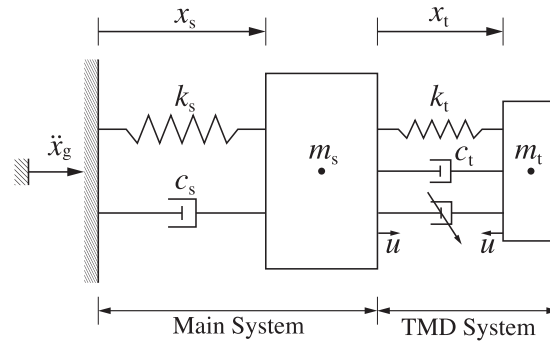 x_s
x_t
k_s
k_t
ẍ_g
m_s
c_t
m_t
c_s
u
u
Main System
TMD System